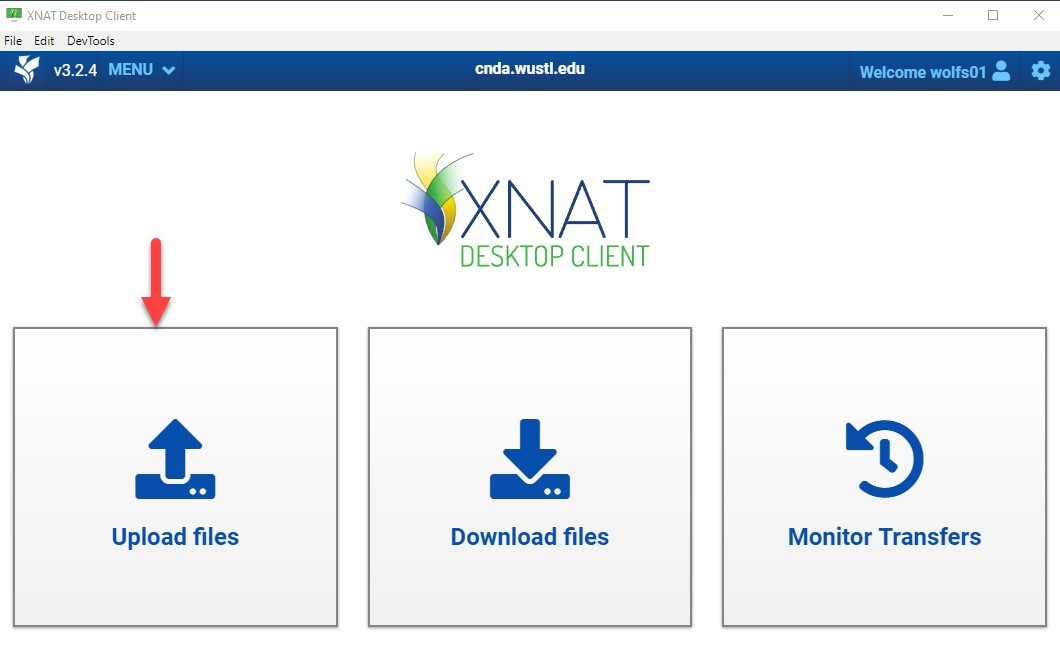 XNAT Desktop Client
File Edit DevTools
v3.2.4 MENU cnda.wustl.edu Welcome wolfs01
XNAT
DESKTOP CLIENT
Upload files Download files Monitor Transfers